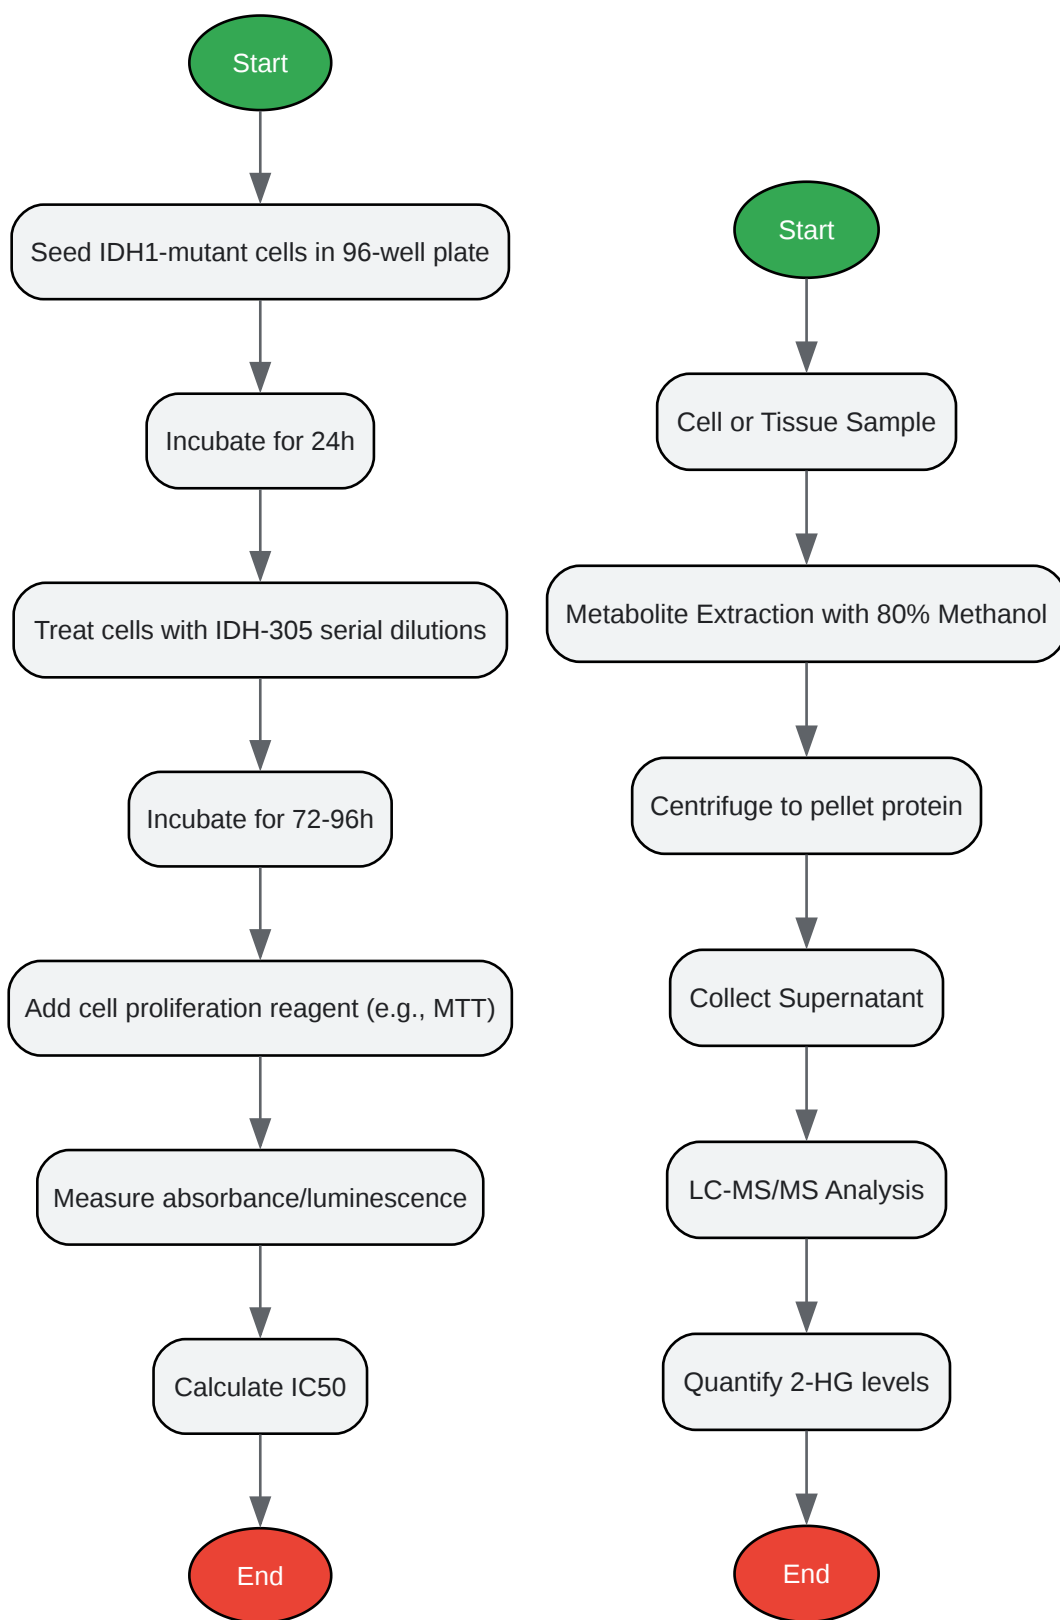 Start
Seed IDH1-mutant cells in 96-well plate
Incubate for 24h
Treat cells with IDH-305 serial dilutions
Incubate for 72-96h
Add cell proliferation reagent (e.g., MTT)
Measure absorbance/luminescence
Calculate IC50
End
Start
Cell or Tissue Sample
Metabolite Extraction with 80% Methanol
Centrifuge to pellet protein
Collect Supernatant
LC-MS/MS Analysis
Quantify 2-HG levels
End